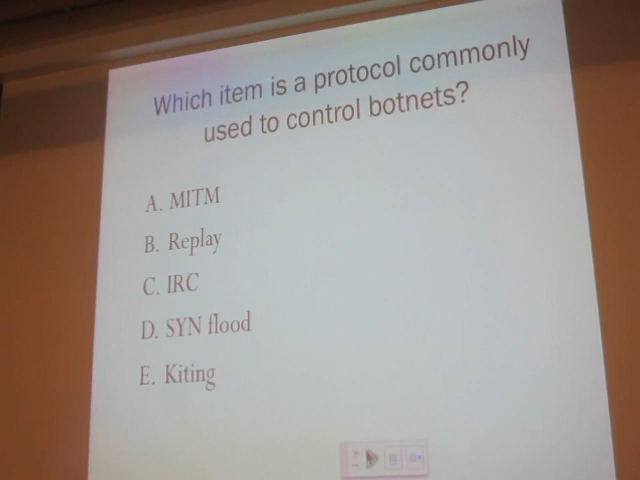 Which item is a protocol commonly
used to control botnets?
A. MITM
B. Replay
C. IRC
D. SYN flood
E. Kiting